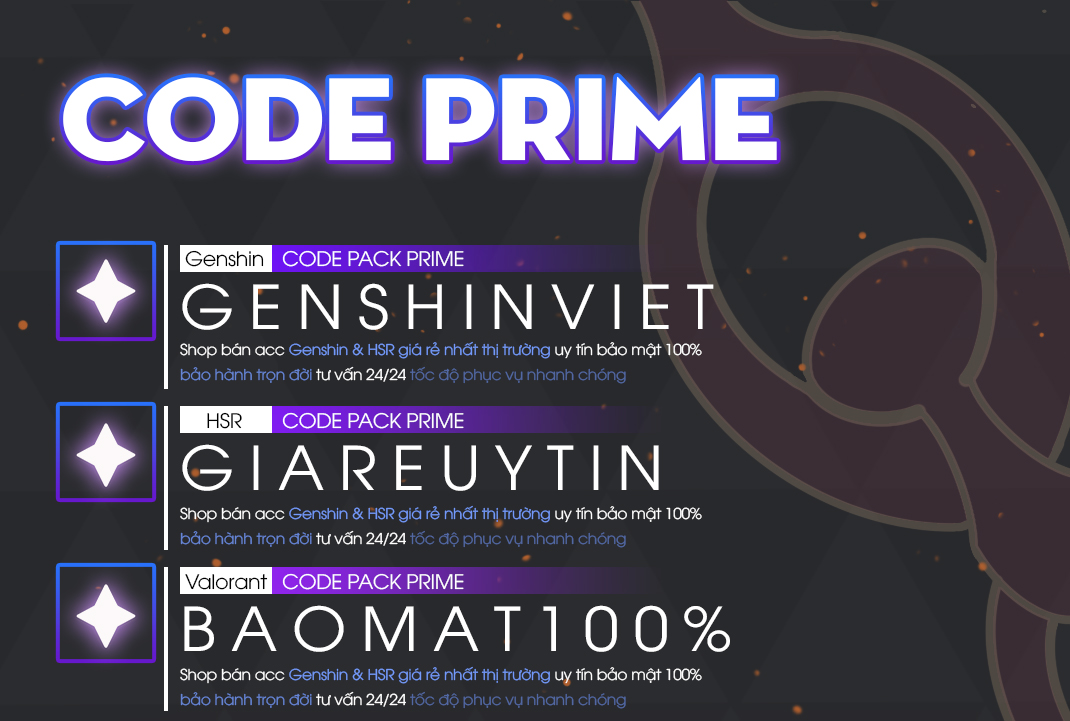 CODE PRIME
Genshin CODE PACK PRIME
GENSHINVIET
Shop bán acc Genshin & HSR giá rẻ nhất thị trường uy tín bảo mật 100%
bảo hành trọn đời tư vấn 24/24 tốc độ phục vụ nhanh chóng
HSR CODE PACK PRIME
GIAREUYTIN
Shop bán acc Genshin & HSR giá rẻ nhất thị trường uy tín bảo mật 100%
bảo hành trọn đời tư vấn 24/24 tốc độ phục vụ nhanh chóng
Valorant CODE PACK PRIME
BAOMAT100%
Shop bán acc Genshin & HSR giá rẻ nhất thị trường uy tín bảo mật 100%
bảo hành trọn đời tư vấn 24/24 tốc độ phục vụ nhanh chóng